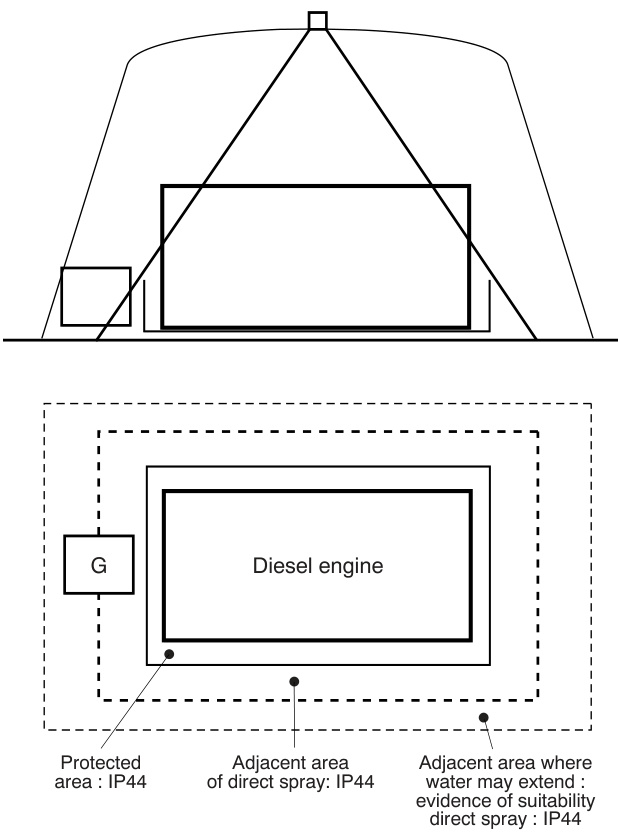 G
Diesel engine
Protected
area : IP44
Adjacent area
of direct spray: IP44
Adjacent area where
water may extend :
evidence of suitability
direct spray : IP44